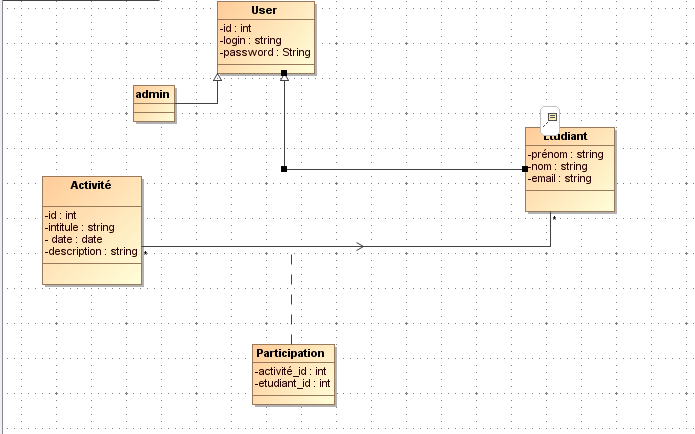 User
-id : int
-login : string
-password : String
admin
Etudiant
-prénom : string
-nom : string
-email : string
*
Activité
-id : int
-intitule : string
- date : date
-description : string
*
Participation
-activité_id : int
-etudiant_id : int